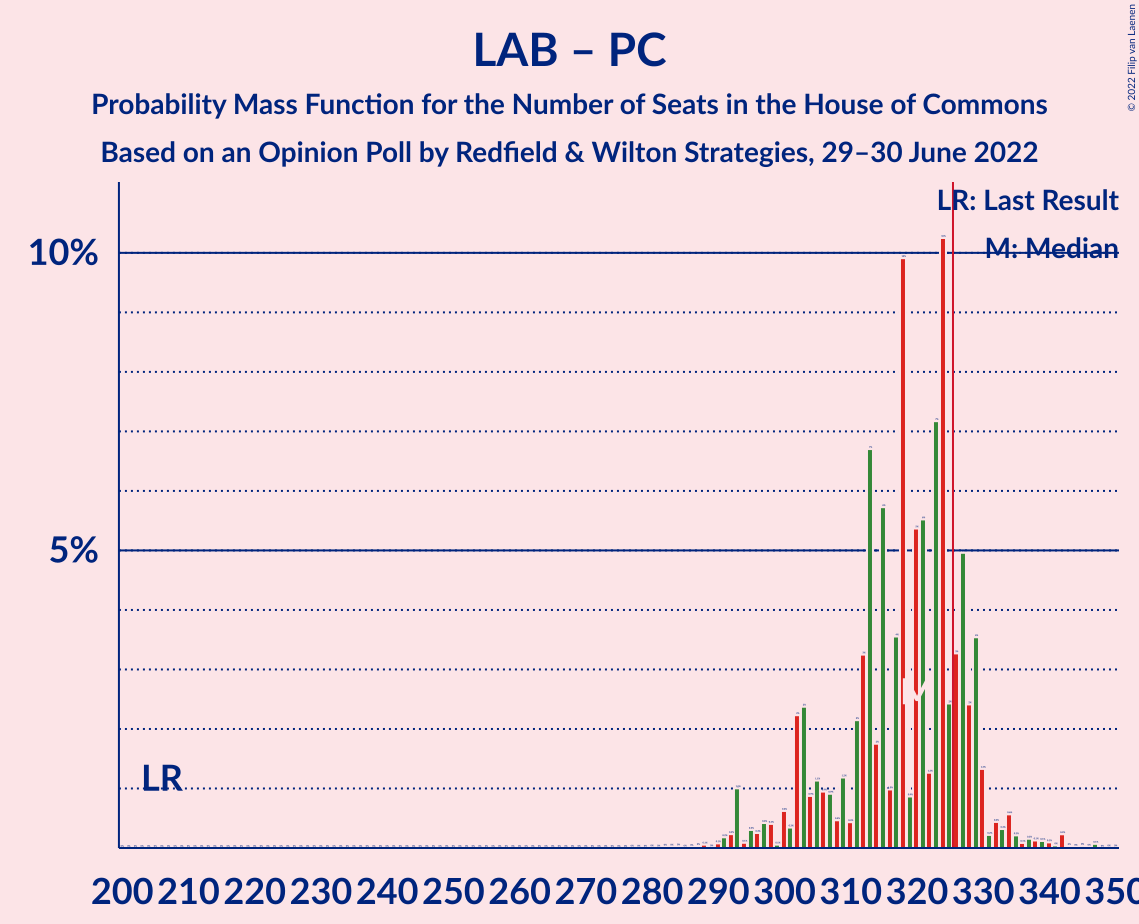 LAB – PC
Probability Mass Function for the Number of Seats in the House of Commons
Based on an Opinion Poll by Redfield & Wilton Strategies, 29–30 June 2022
© 2022 Filip van Laenen
LR: Last Result
M: Median
10%
5%
LR
M
200 210 220 230 240 250 260 270 280 290 300 310 320 330 340 350